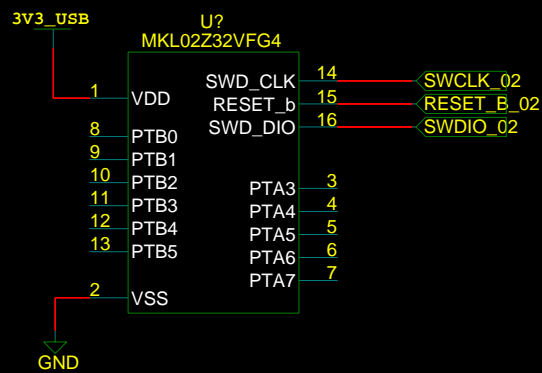 3V3_USB
U?
MKL02Z32VFG4
1 VDD
SWD_CLK 14 SWCLK_02
RESET_b 15 RESET_B_02
SWD_DIO 16 SWDIO_02
8 PTB0
9 PTB1
10 PTB2
11 PTB3
12 PTB4
13 PTB5
PTA3 3
PTA4 4
PTA5 5
PTA6 6
PTA7 7
2 VSS
GND